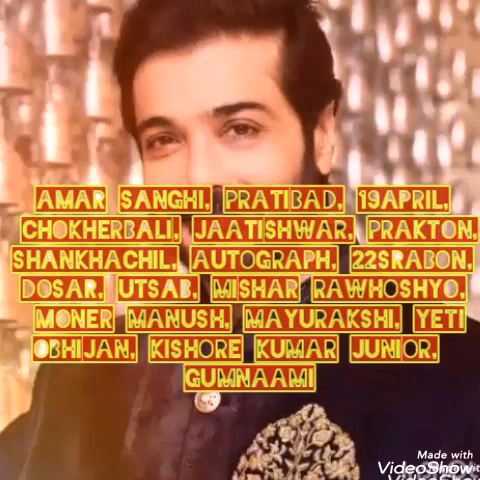 AMAR SANGHI, PRATIBAD, 19APRIL,
CHOKHERBALI, JAATISHWAR, PRAKTON,
SHANKHACHIL, AUTOGRAPH, 22SRABON,
DOSAR, UTSAB, MISHAR RAWHOSHYO,
MONER MANUSH, MAYURAKSHI, YETI
OBHIJAN, KISHORE KUMAR JUNIOR,
GUMNAAMI
Made with
VideoShow